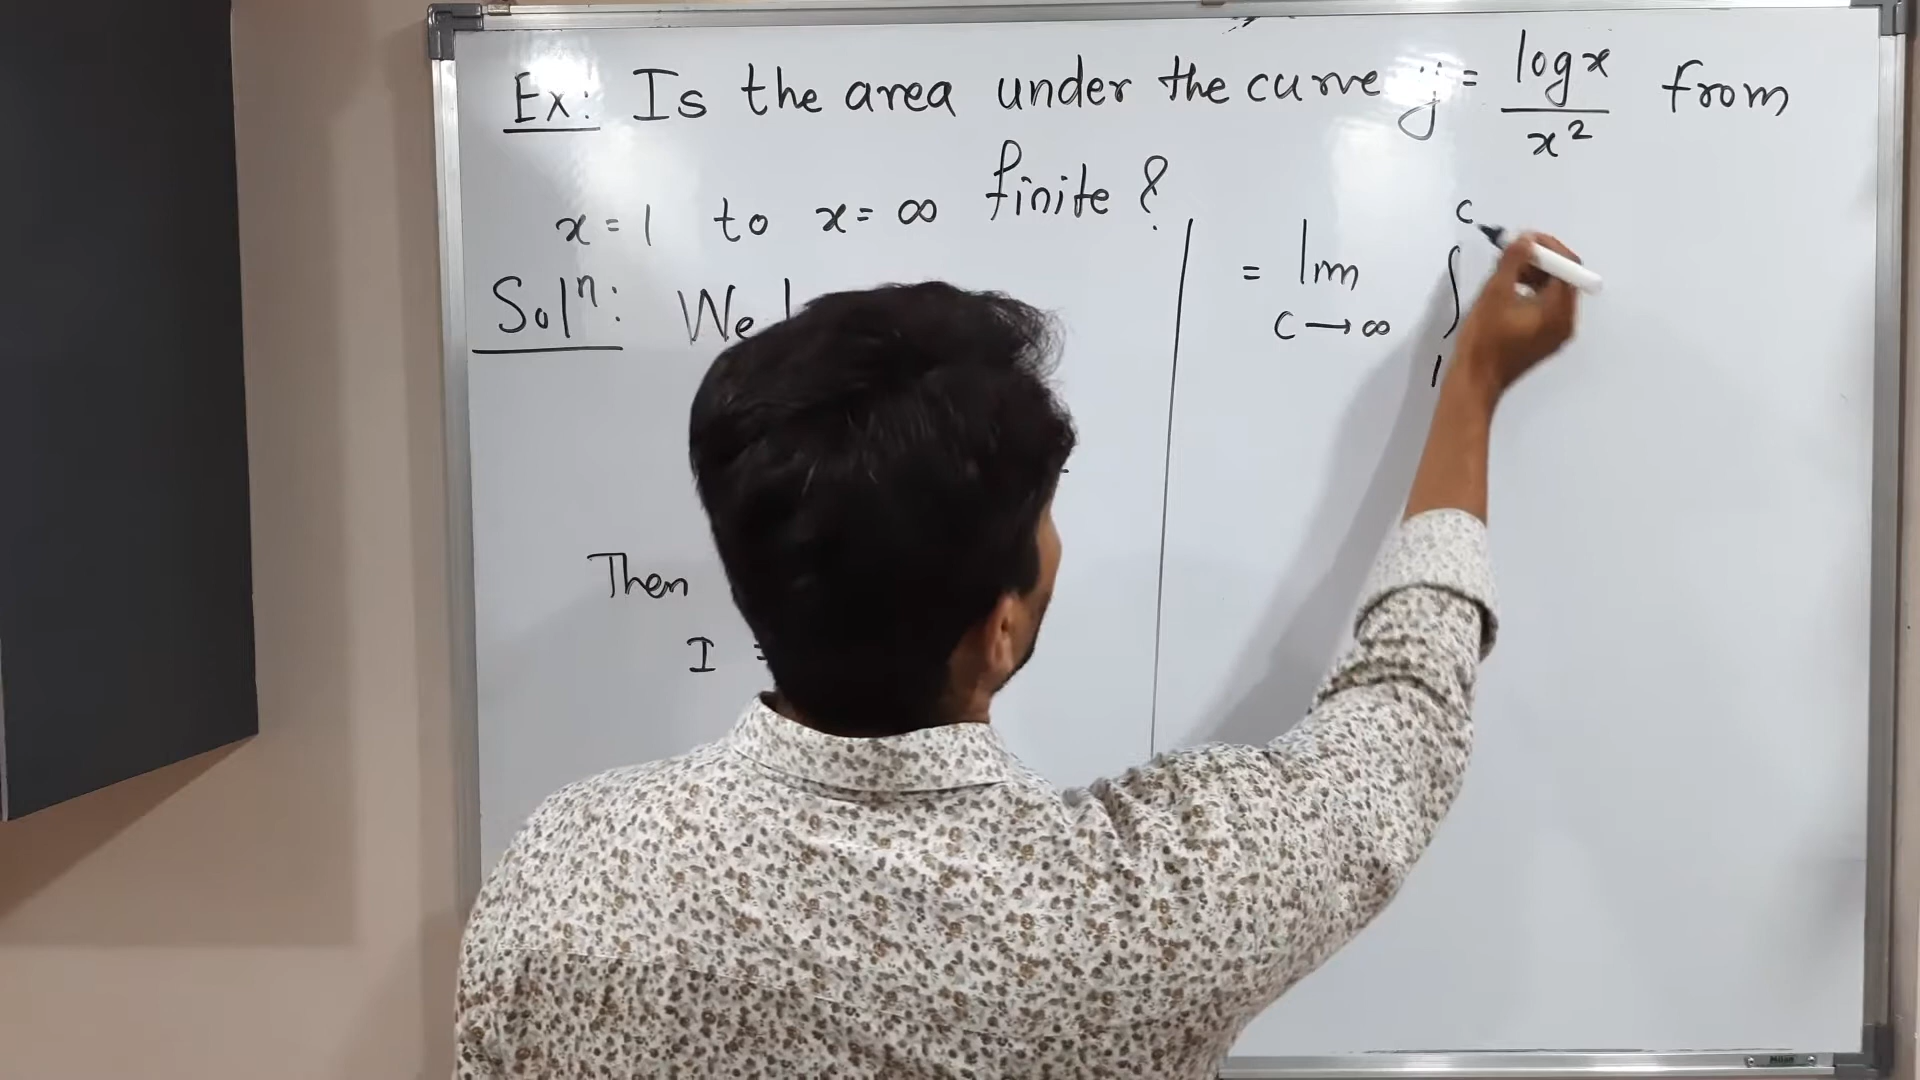 Ex: Is the area under the curve y = log x / x² from
x = 1 to x = ∞ finite ?
Solⁿ: We
Then
I =
= lim ∫ c
c → ∞ 1